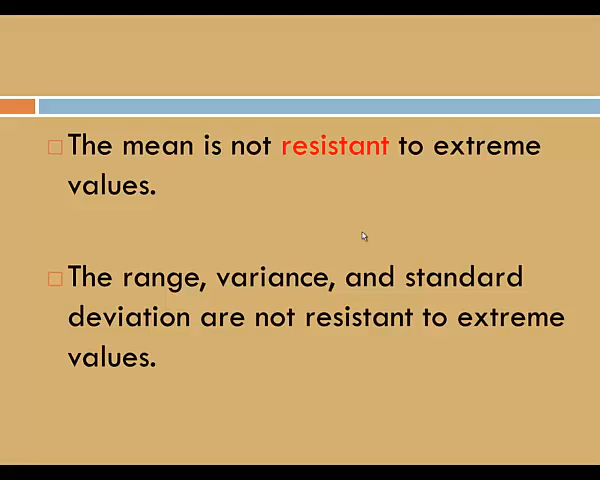 The mean is not resistant to extreme
values.
The range, variance, and standard
deviation are not resistant to extreme
values.